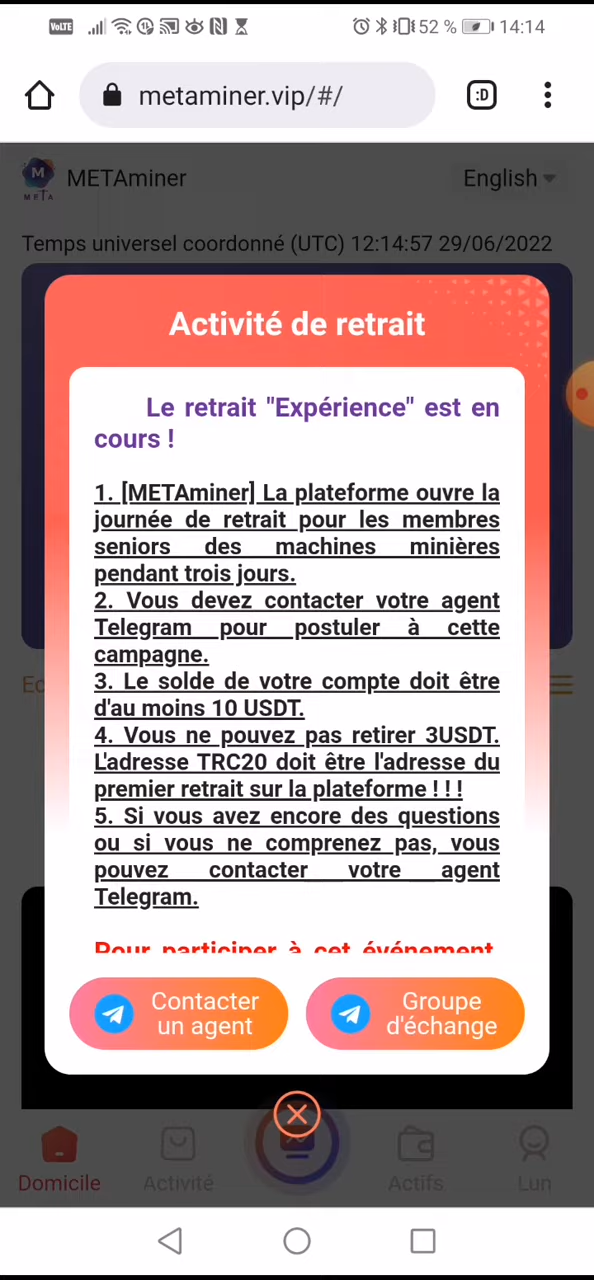 VoLTE 52 % 14:14
metaminer.vip/#/ :D
METAminer English
META
Temps universel coordonné (UTC) 12:14:57 29/06/2022
Activité de retrait
Le retrait "Expérience" est en
cours !
1. [METAminer] La plateforme ouvre la
journée de retrait pour les membres
seniors des machines minières
pendant trois jours.
2. Vous devez contacter votre agent
Telegram pour postuler à cette
campagne.
3. Le solde de votre compte doit être
d'au moins 10 USDT.
4. Vous ne pouvez pas retirer 3USDT.
L'adresse TRC20 doit être l'adresse du
premier retrait sur la plateforme ! ! !
5. Si vous avez encore des questions
ou si vous ne comprenez pas, vous
pouvez contacter votre agent
Telegram.
Pour participer à cet événement,
Contacter
un agent
Groupe
d'échange
Domicile Activité Actifs Lun